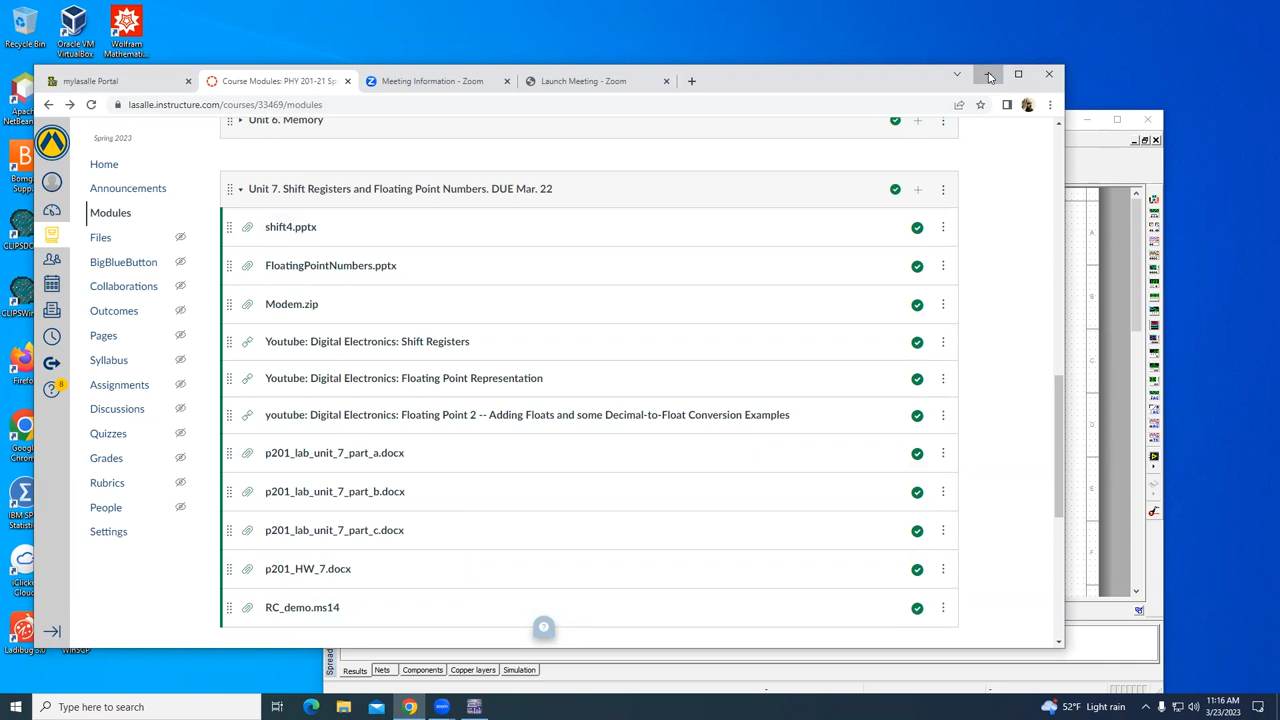 Recycle Bin
Oracle VM VirtualBox
Wolfram Mathemati...
mylasalle Portal
Course Modules: PHY 201-21 Sp
Meeting Information - Zoom
Launch Meeting - Zoom
lasalle.instructure.com/courses/33469/modules
Spring 2023
Home
Announcements
Modules
Files
BigBlueButton
Collaborations
Outcomes
Pages
Syllabus
Assignments
Discussions
Quizzes
Grades
Rubrics
People
Settings
8
Unit 6. Memory
Unit 7. Shift Registers and Floating Point Numbers. DUE Mar. 22
shift4.pptx
FloatingPointNumbers.pptx
Modem.zip
Youtube: Digital Electronics: Shift Registers
Youtube: Digital Electronics: Floating Point Representation
youtube: Digital Electronics: Floating Point 2 -- Adding Floats and some Decimal-to-Float Conversion Examples
p201_lab_unit_7_part_a.docx
p201_lab_unit_7_part_b.docx
p201_lab_unit_7_part_c.docx
p201_HW_7.docx
RC_demo.ms14
A
B
C
D
E
F
Results
Nets
Components
Copper layers
Simulation
Type here to search
52°F Light rain
11:16 AM
3/23/2023